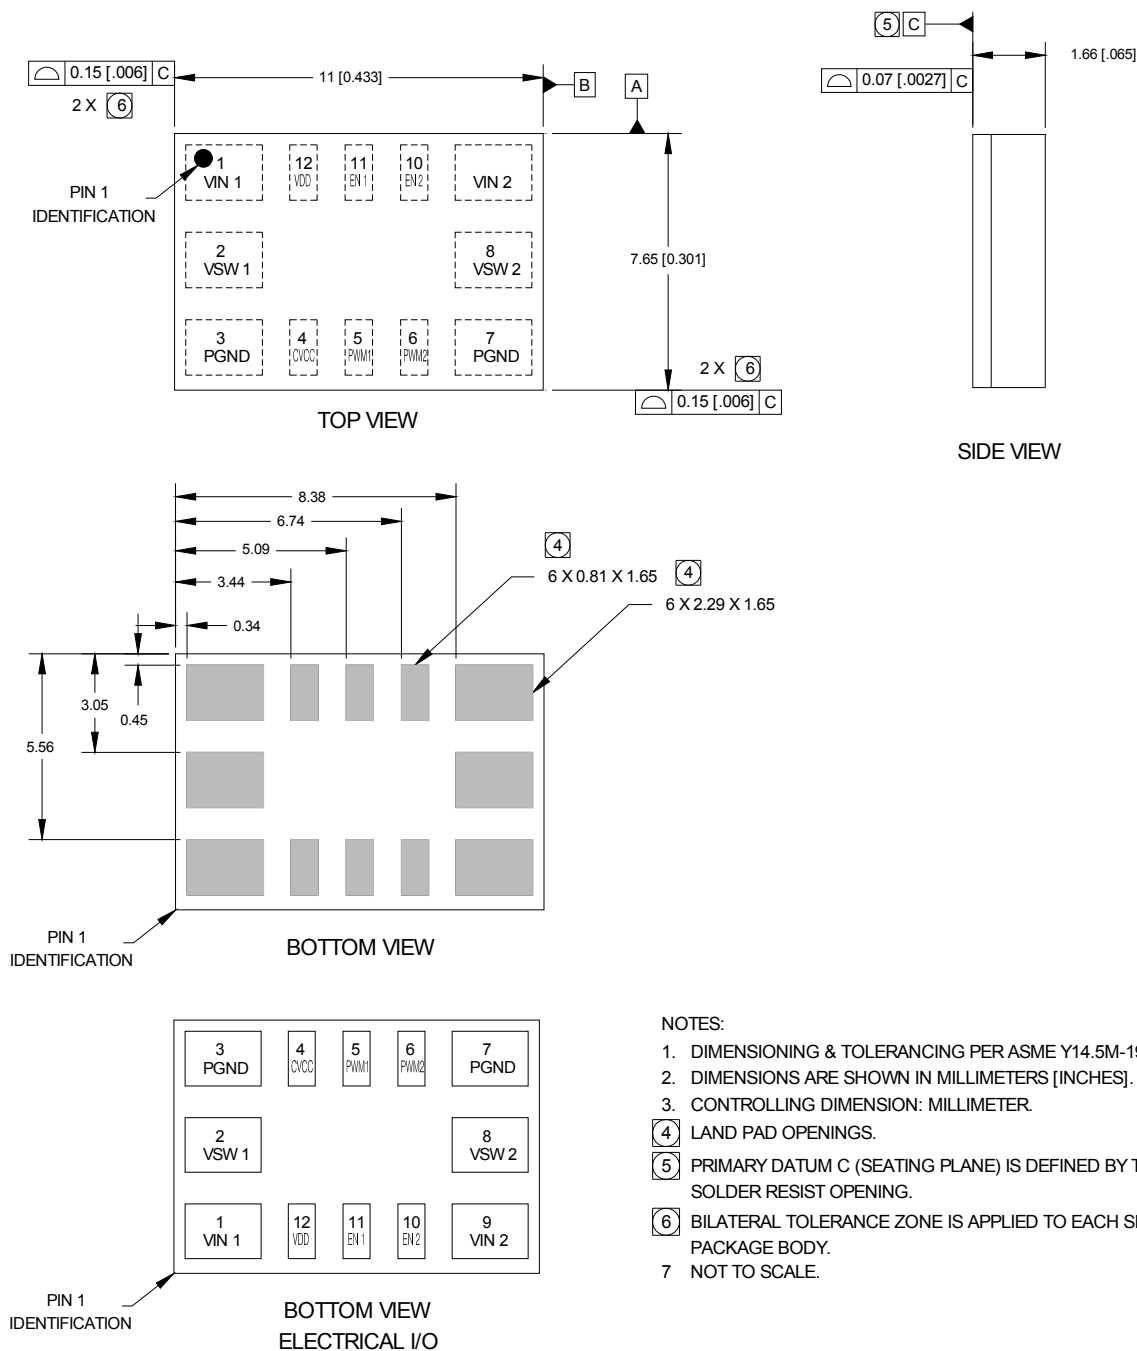 5 C
1.66 [.065]
0.15 [.006] C
11 [0.433]
B
A
0.07 [.0027] C
2 X 6
1
VIN 1
12
VDD
11
EN 1
10
EN 2
VIN 2
PIN 1
IDENTIFICATION
2
VSW 1
8
VSW 2
7.65 [0.301]
3
PGND
4
CVCC
5
PWM1
6
PWM2
7
PGND
2 X 6
0.15 [.006] C
TOP VIEW
SIDE VIEW
8.38
6.74
5.09
3.44
0.34
4
6 X 0.81 X 1.65 4
6 X 2.29 X 1.65
3.05
0.45
5.56
PIN 1
IDENTIFICATION
BOTTOM VIEW
3
PGND
4
CVCC
5
PWM1
6
PWM2
7
PGND
2
VSW 1
8
VSW 2
1
VIN 1
12
VDD
11
EN 1
10
EN 2
9
VIN 2
PIN 1
IDENTIFICATION
BOTTOM VIEW
ELECTRICAL I/O
NOTES:
1. DIMENSIONING & TOLERANCING PER ASME Y14.5M-19
2. DIMENSIONS ARE SHOWN IN MILLIMETERS [INCHES].
3. CONTROLLING DIMENSION: MILLIMETER.
4 LAND PAD OPENINGS.
5 PRIMARY DATUM C (SEATING PLANE) IS DEFINED BY
SOLDER RESIST OPENING.
6 BILATERAL TOLERANCE ZONE IS APPLIED TO EACH
PACKAGE BODY.
7 NOT TO SCALE.